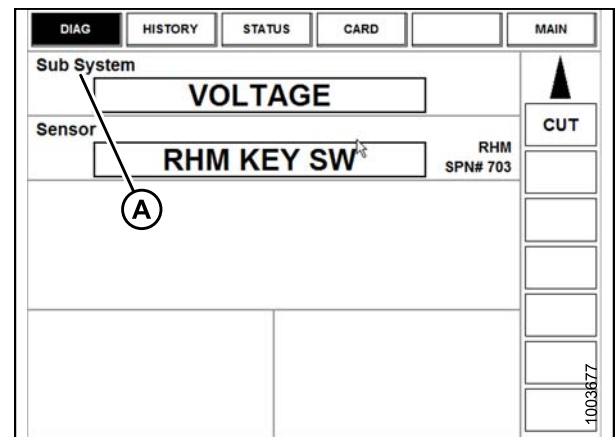 DIAG HISTORY STATUS CARD MAIN
Sub System
VOLTAGE
CUT
Sensor
RHM KEY SW
RHM
SPN# 703
A
1003677